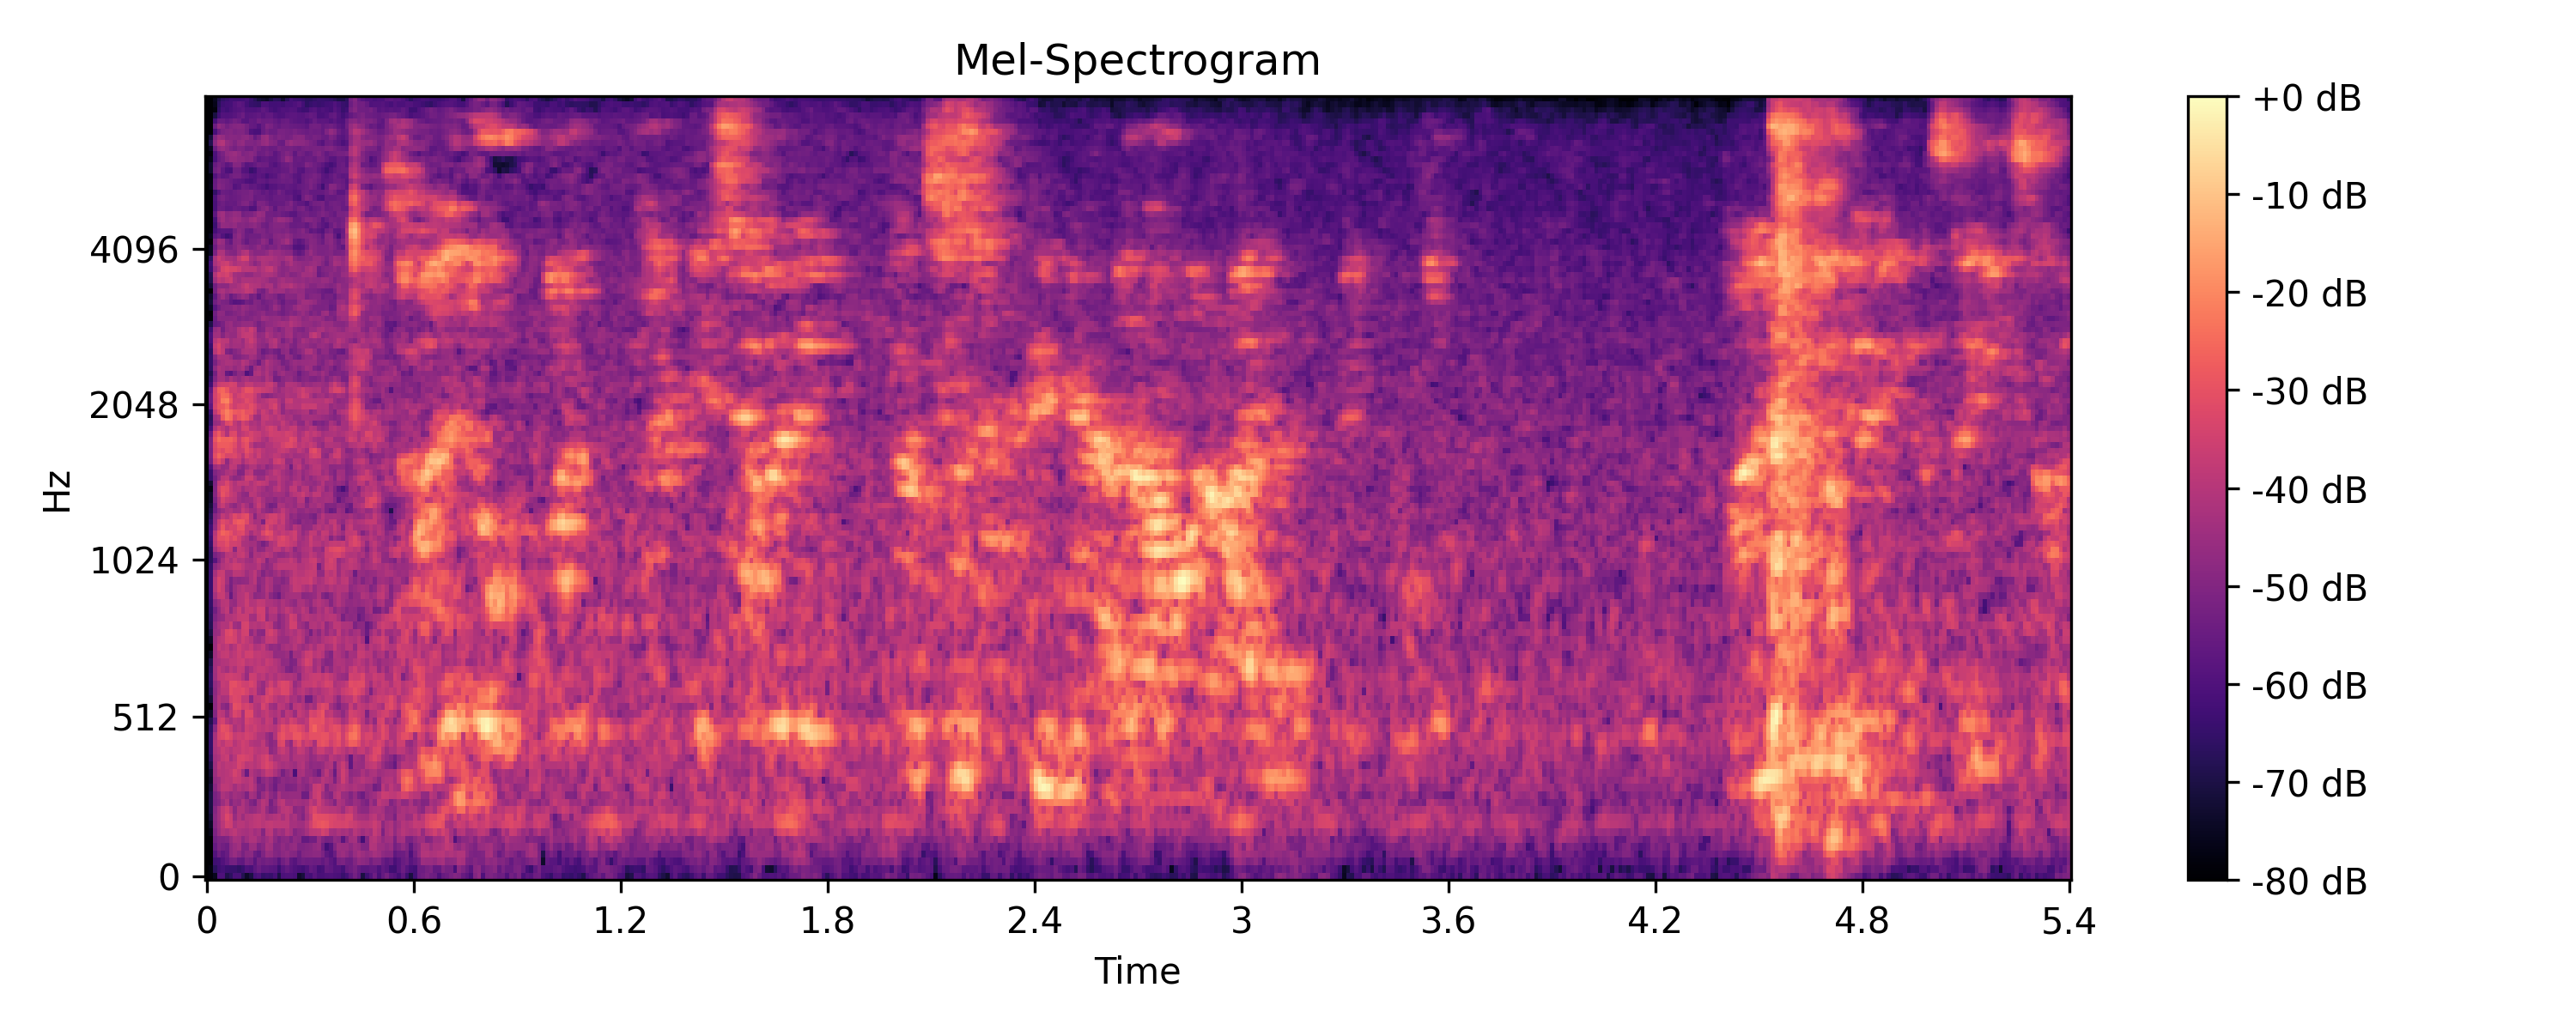 Mel-Spectrogram
+0 dB
-10 dB
-20 dB
-30 dB
-40 dB
-50 dB
-60 dB
-70 dB
-80 dB
Hz
4096
2048
1024
512
0
0 0.6 1.2 1.8 2.4 3 3.6 4.2 4.8 5.4
Time